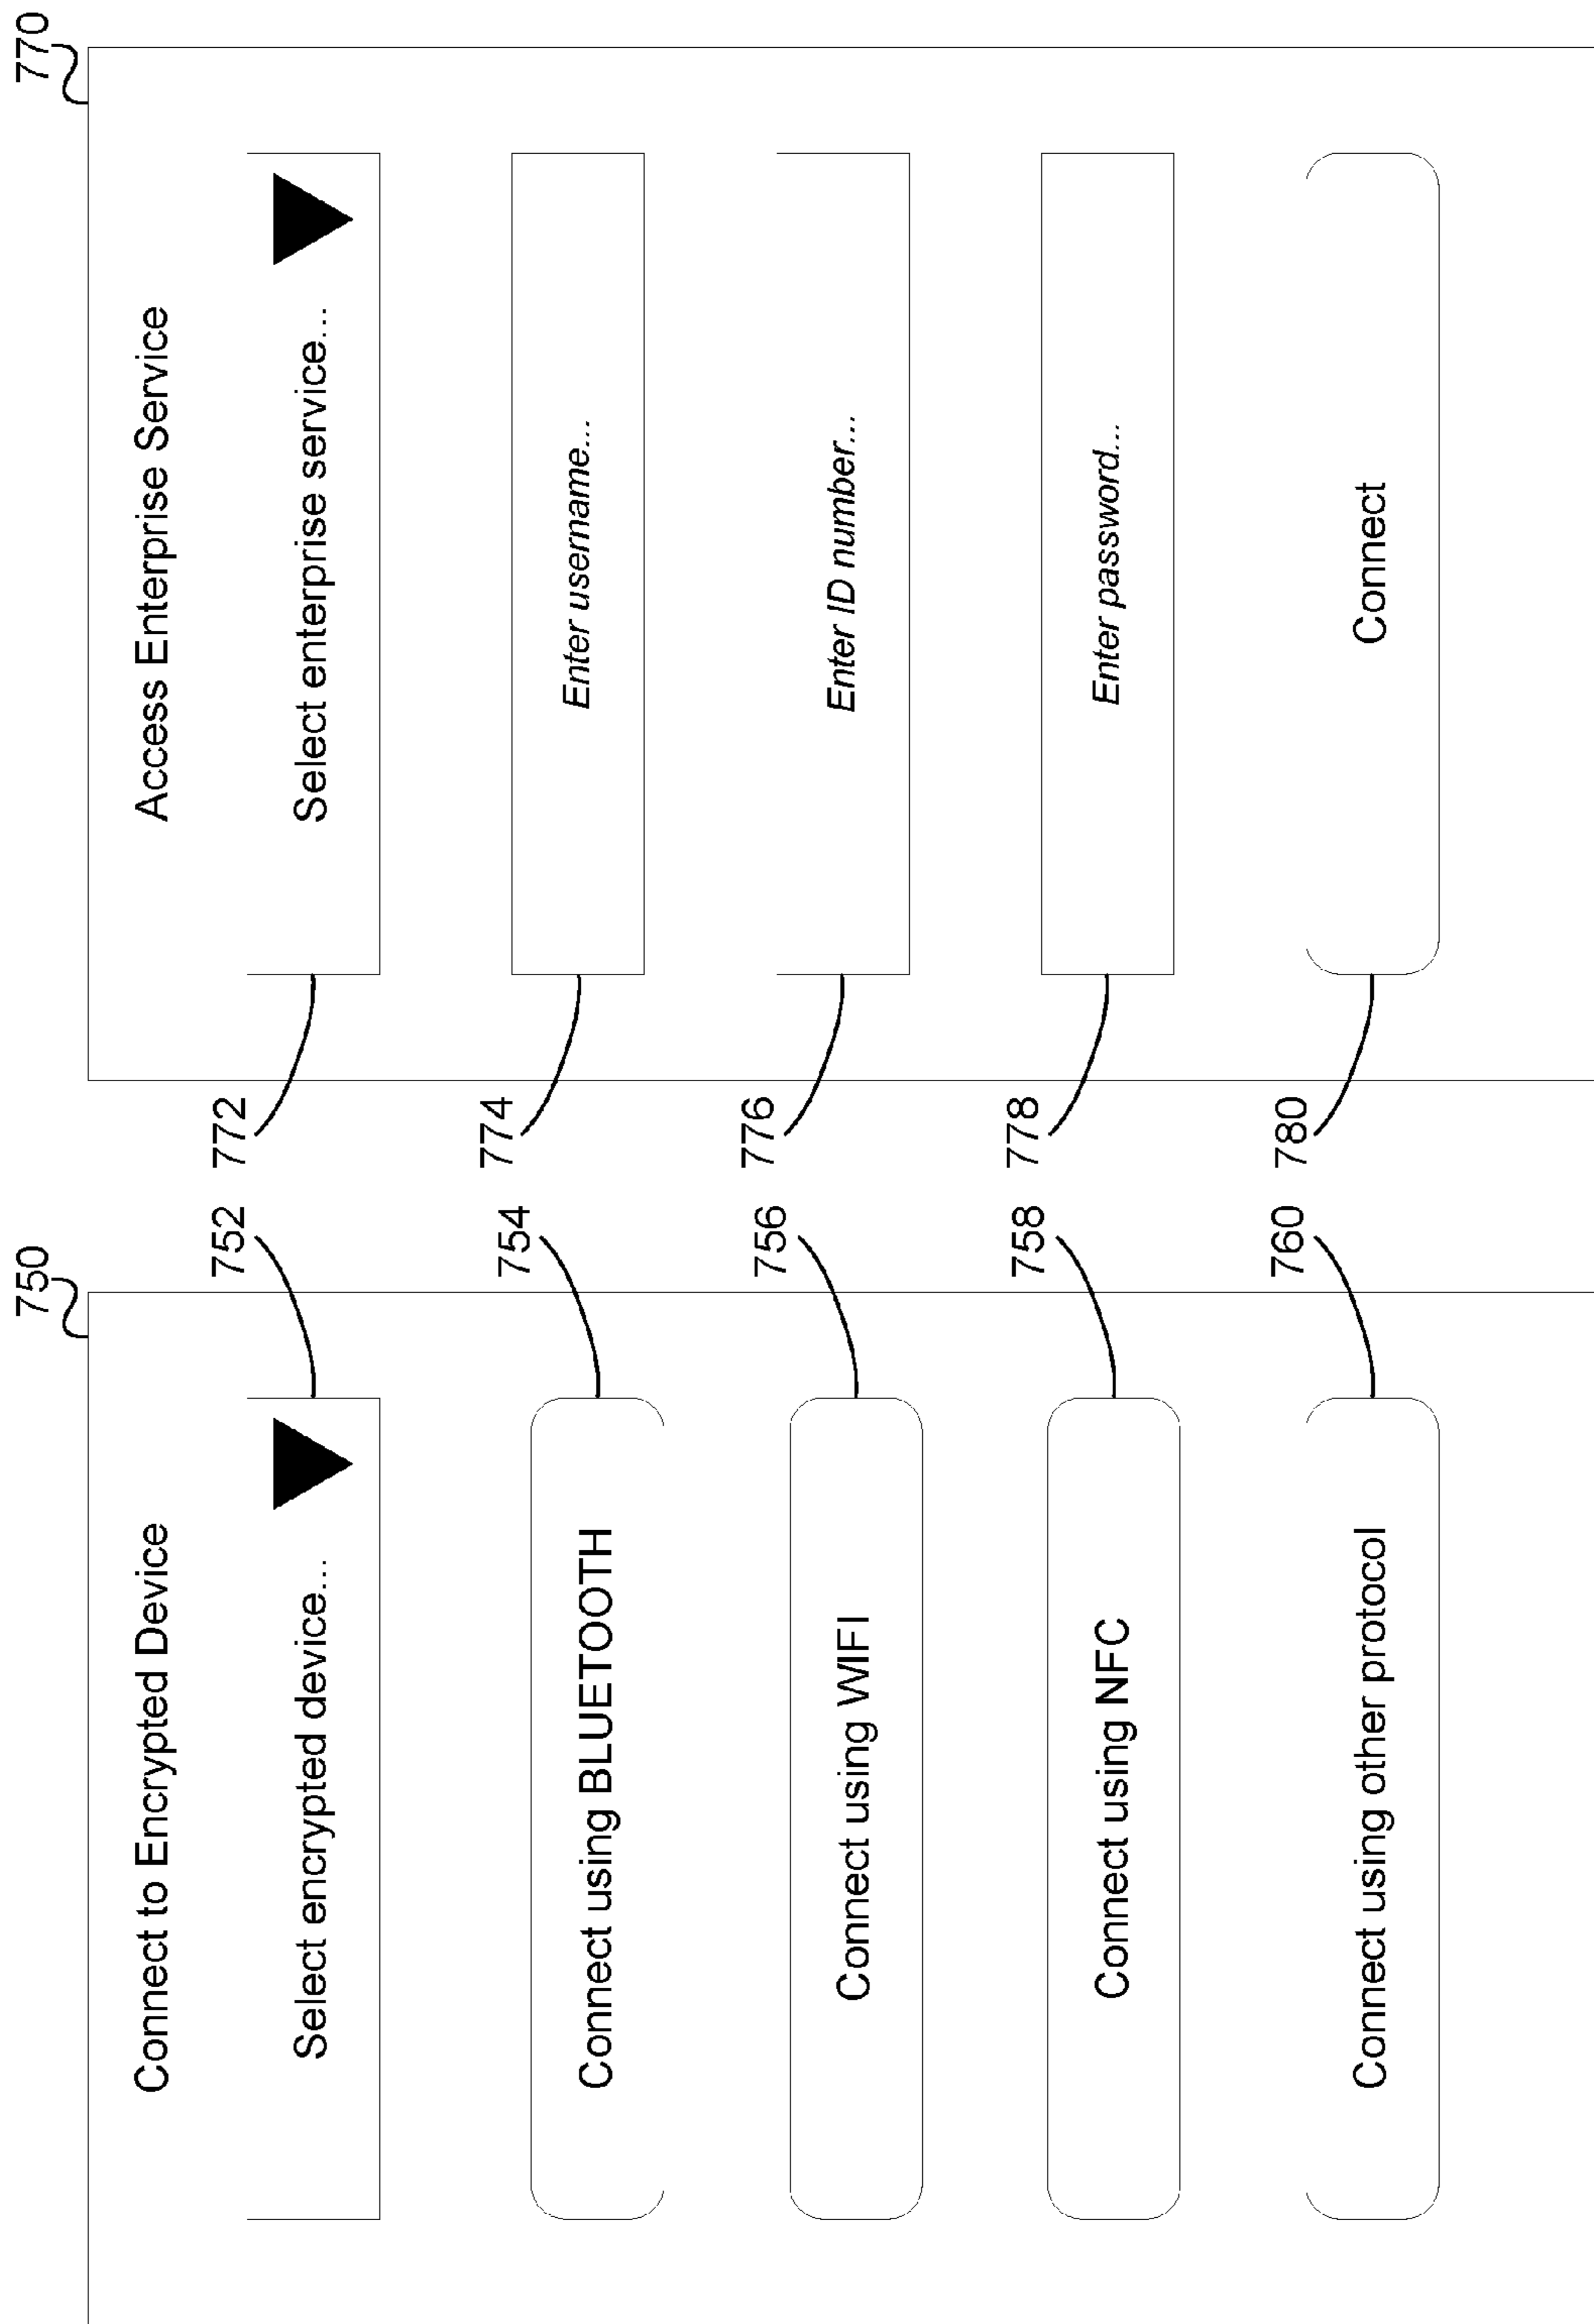 750
Connect to Encrypted Device
752
Select encrypted device...
754
Connect using BLUETOOTH
756
Connect using WIFI
758
Connect using NFC
760
Connect using other protocol
770
Access Enterprise Service
772
Select enterprise service...
774
Enter username...
776
Enter ID number...
778
Enter password...
780
Connect